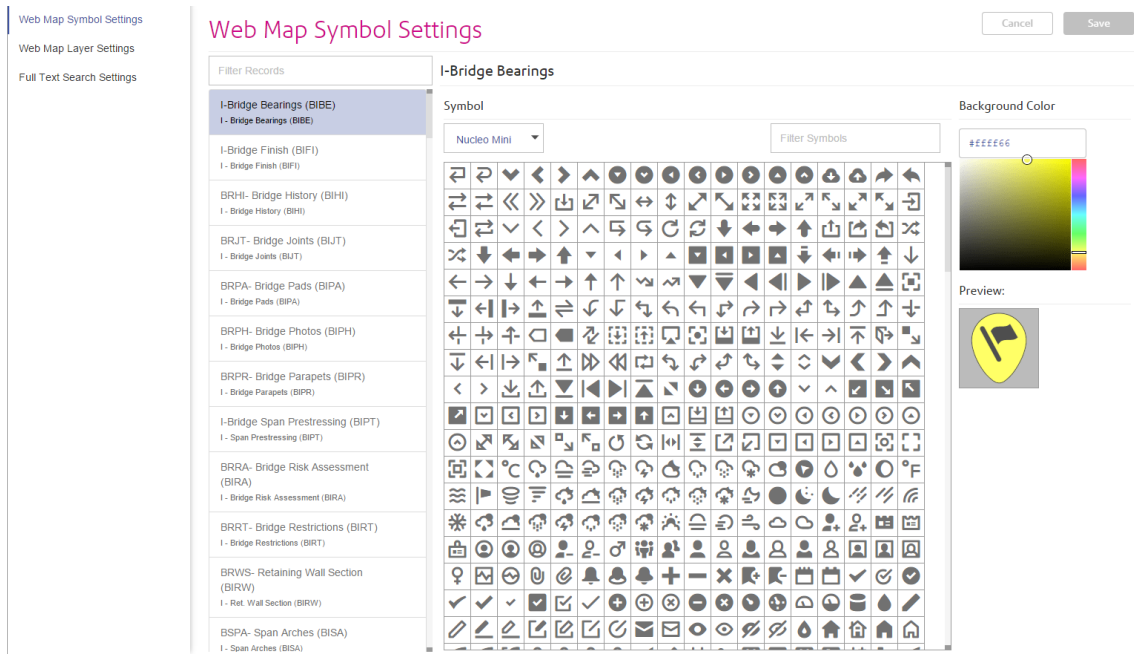 Web Map Symbol Settings
Web Map Layer Settings
Full Text Search Settings
Web Map Symbol Settings
Cancel
Save
Filter Records
I-Bridge Bearings (BIBE)
I - Bridge Bearings (BIBE)
I-Bridge Finish (BIFI)
I - Bridge Finish (BIFI)
BRHI- Bridge History (BIHI)
I - Bridge History (BIHI)
BRJT- Bridge Joints (BIJT)
I - Bridge Joints (BIJT)
BRPA- Bridge Pads (BIPA)
I - Bridge Pads (BIPA)
BRPH- Bridge Photos (BIPH)
I - Bridge Photos (BIPH)
BRPR- Bridge Parapets (BIPR)
I - Bridge Parapets (BIPR)
I-Bridge Span Prestressing (BIPT)
I - Span Prestressing (BIPT)
BRRA- Bridge Risk Assessment
(BIRA)
I - Bridge Risk Assessment (BIRA)
BRRT- Bridge Restrictions (BIRT)
I - Bridge Restrictions (BIRT)
BRWS- Retaining Wall Section
(BIRW)
I - Ret. Wall Section (BIRW)
BSPA- Span Arches (BISA)
I - Span Arches (BISA)
I-Bridge Bearings
Symbol
Nucleo Mini
Filter Symbols
°C
°F
Background Color
#ffff66
Preview: